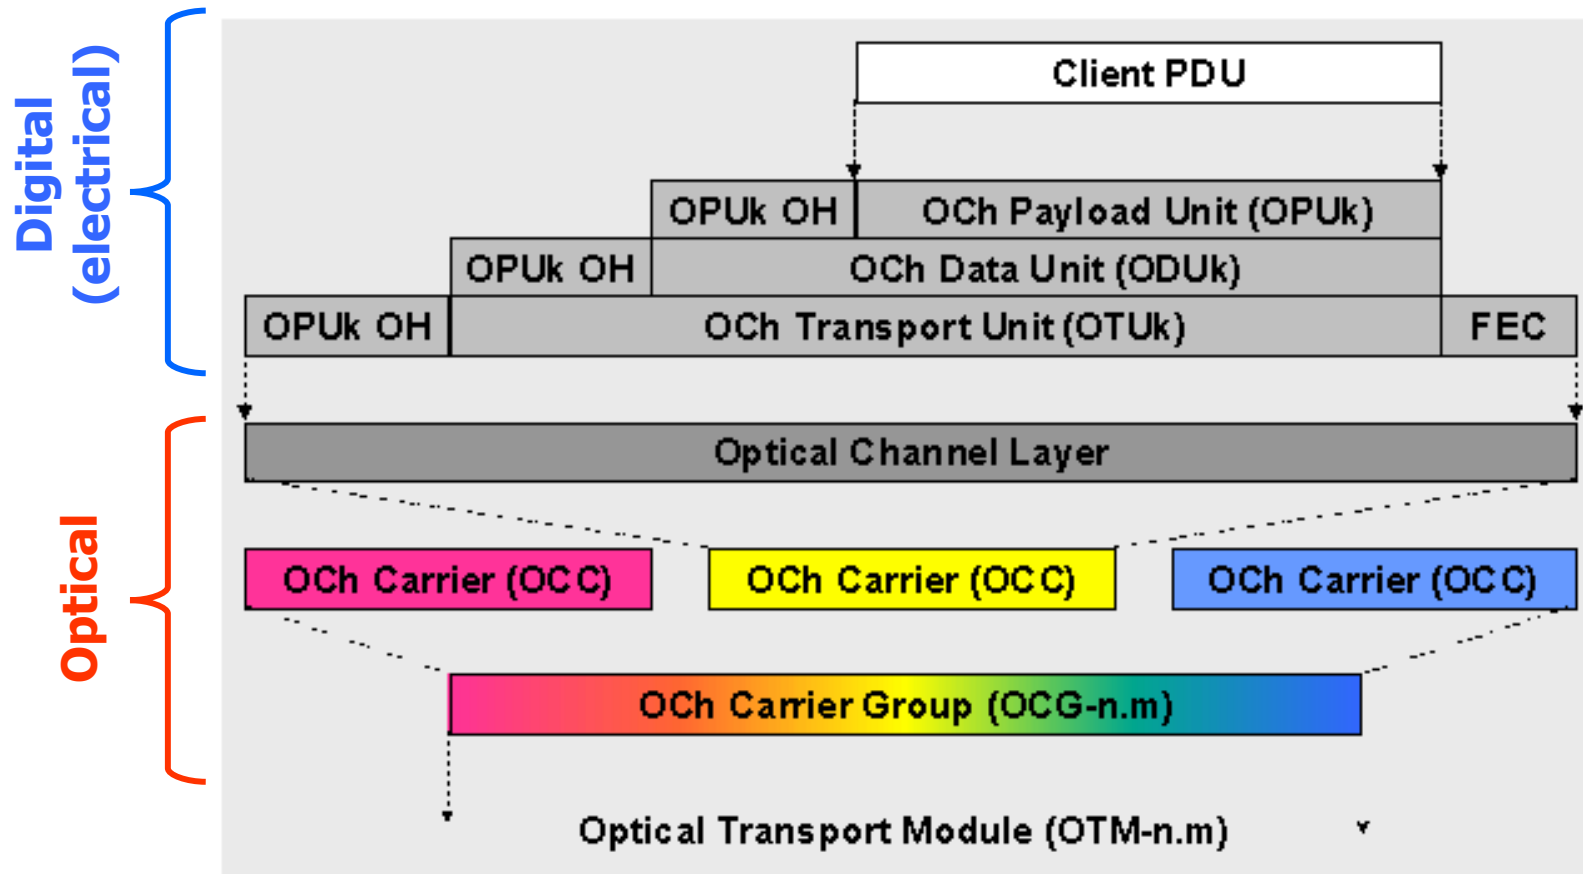 Digital
(electrical)
Client PDU
OPUk OH
OCh Payload Unit (OPUk)
OPUk OH
OCh Data Unit (ODUk)
OPUk OH
OCh Transport Unit (OTUk)
FEC
Optical
Optical Channel Layer
OCh Carrier (OCC)
OCh Carrier (OCC)
OCh Carrier (OCC)
OCh Carrier Group (OCG-n.m)
Optical Transport Module (OTM-n.m)